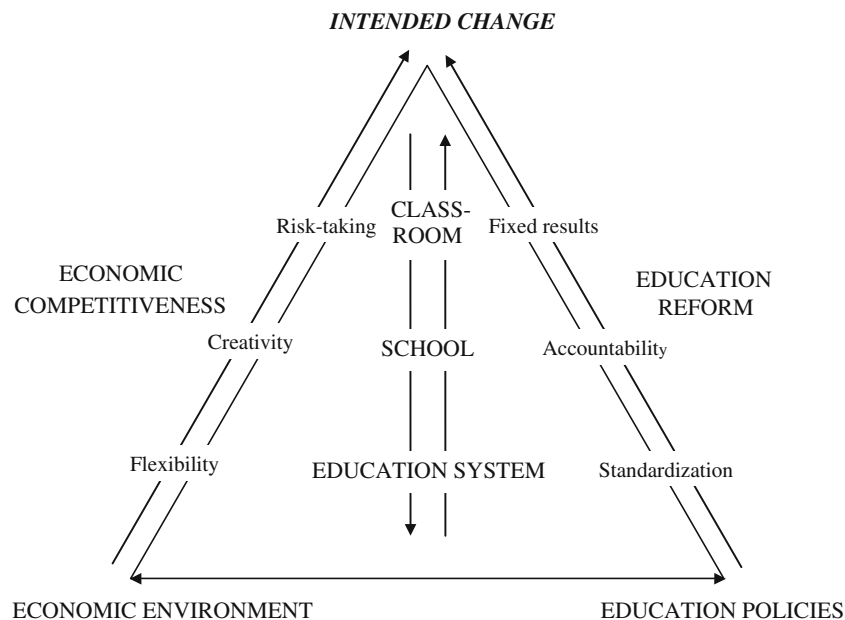 INTENDED CHANGE
Risk-taking
CLASS-
ROOM
Fixed results
ECONOMIC
COMPETITIVENESS
EDUCATION
REFORM
Creativity
SCHOOL
Accountability
Flexibility
EDUCATION SYSTEM
Standardization
ECONOMIC ENVIRONMENT
EDUCATION POLICIES